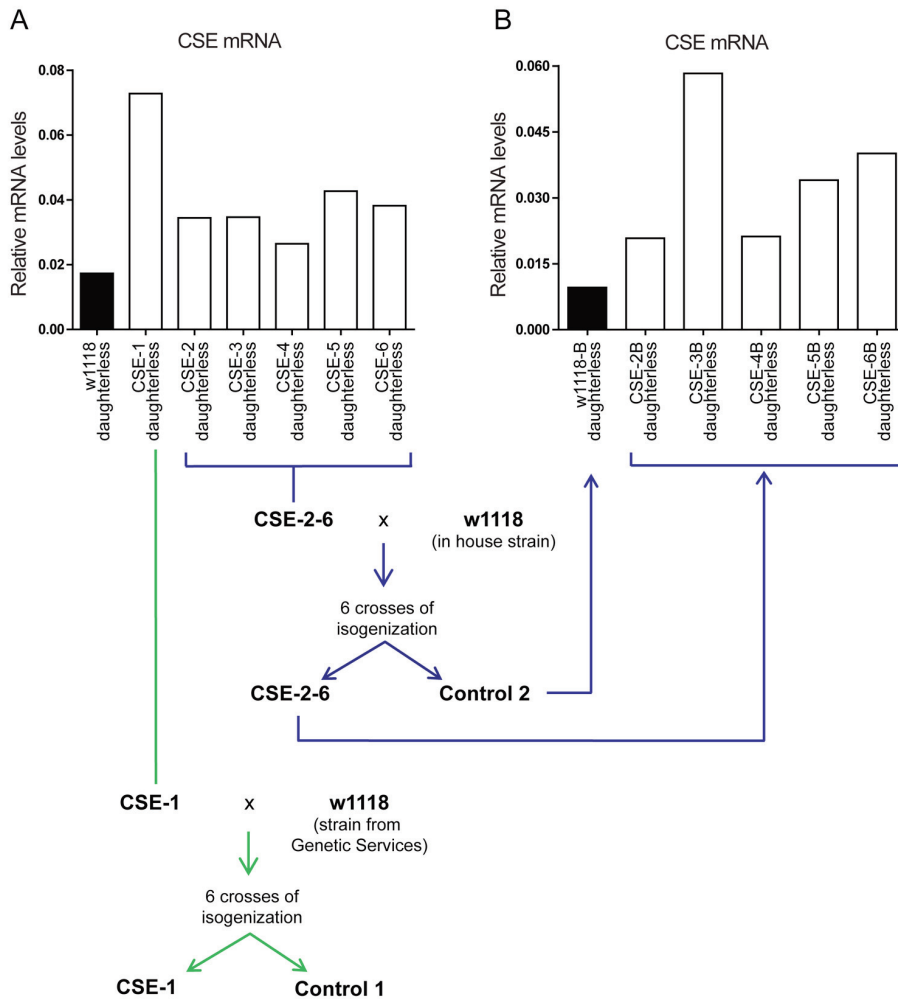 A
CSE mRNA
Relative mRNA levels
0.08
0.06
0.04
0.02
0.00
w1118
daughterless
CSE-1
daughterless
CSE-2
daughterless
CSE-3
daughterless
CSE-4
daughterless
CSE-5
daughterless
CSE-6
daughterless
B
CSE mRNA
Relative mRNA levels
0.060
0.045
0.030
0.015
0.000
w1118-B
daughterless
CSE-2B
daughterless
CSE-3B
daughterless
CSE-4B
daughterless
CSE-5B
daughterless
CSE-6B
daughterless
CSE-2-6 x w1118
(in house strain)
6 crosses of
isogenization
CSE-2-6 Control 2
CSE-1 x w1118
(strain from
Genetic Services)
6 crosses of
isogenization
CSE-1 Control 1